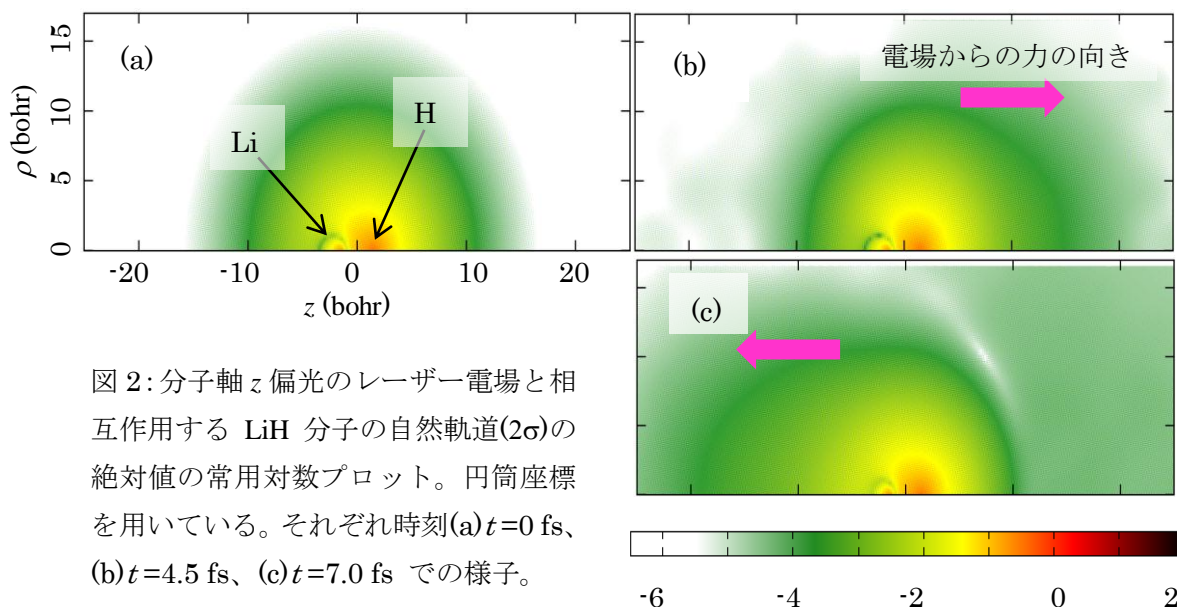 (a)
Li
H
15
10
5
0
ρ (bohr)
-20 -10 0 10 20
z (bohr)
(b)
電場からの力の向き
(c)
図 2：分子軸 z 偏光のレーザー電場と相
互作用する LiH 分子の自然軌道(2σ)の
絶対値の常用対数プロット。円筒座標
を用いている。それぞれ時刻(a) t =0 fs、
(b) t =4.5 fs、(c) t =7.0 fs での様子。
-6 -4 -2 0 2